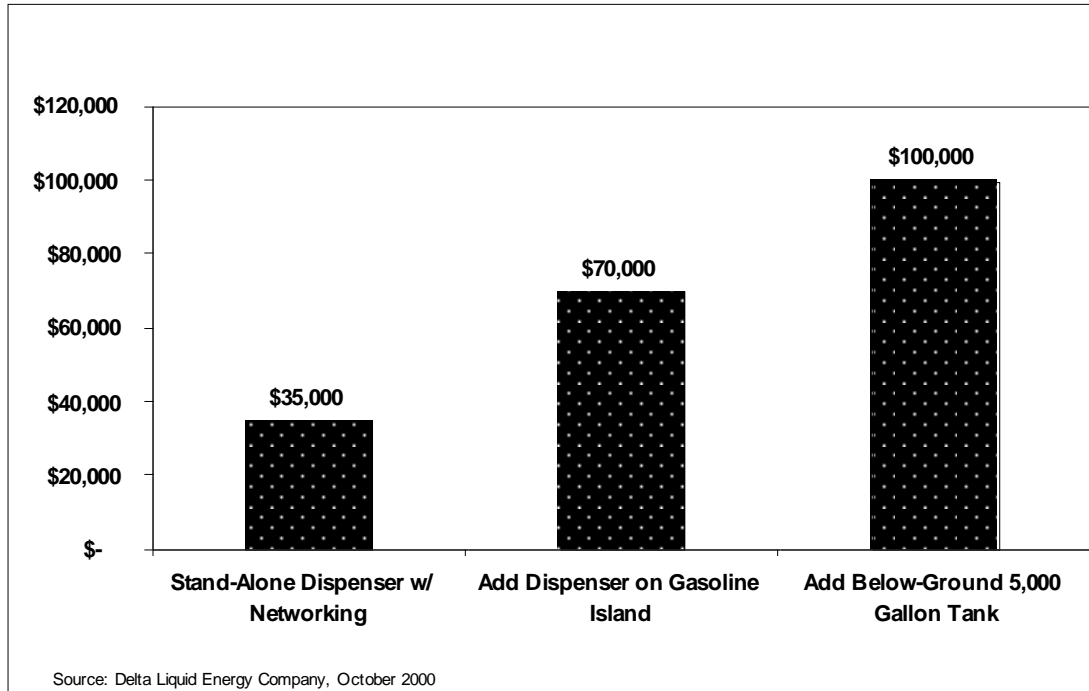 $120,000
$100,000
$80,000
$60,000
$40,000
$20,000
$-
$35,000
$70,000
$100,000
Stand-Alone Dispenser w/
Networking
Add Dispenser on Gasoline
Island
Add Below-Ground 5,000
Gallon Tank
Source: Delta Liquid Energy Company, October 2000